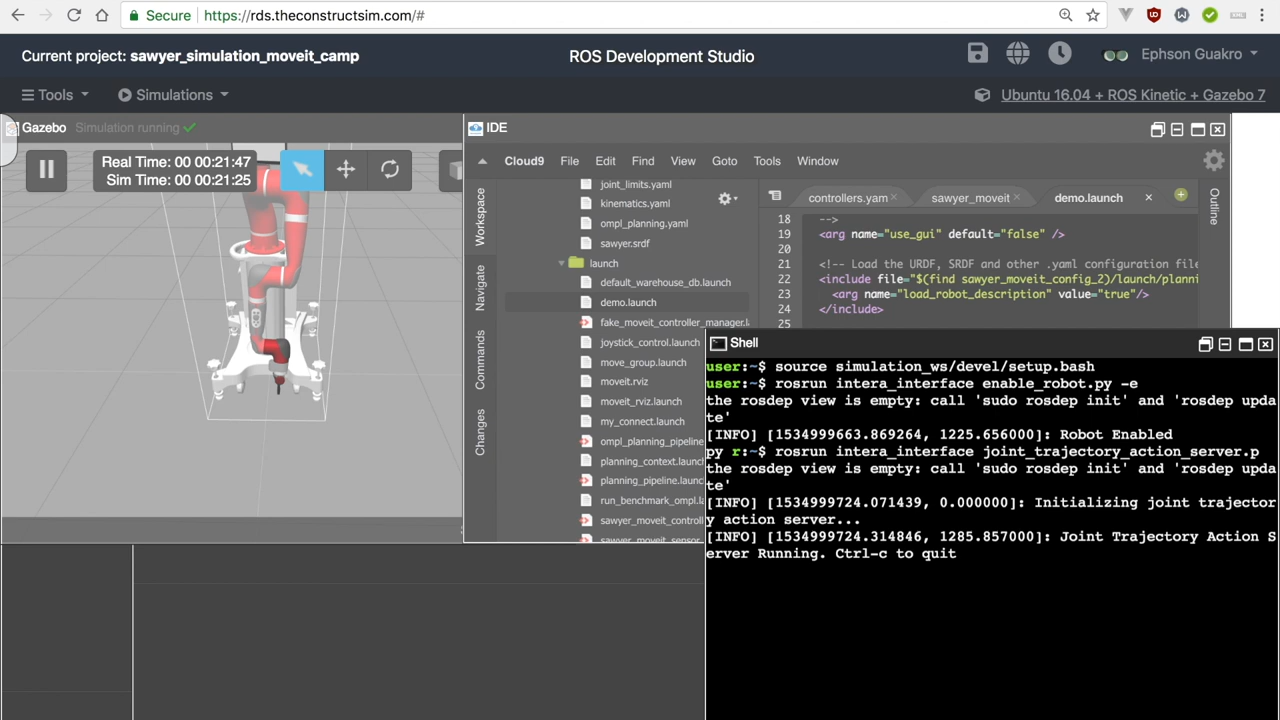 Secure https://rds.theconstructsim.com/#
Current project: sawyer_simulation_moveit_camp
ROS Development Studio
Ephson Guakro
Tools
Simulations
Ubuntu 16.04 + ROS Kinetic + Gazebo 7
Gazebo Simulation running
Real Time: 00 00:21:47
Sim Time: 00 00:21:25
IDE
Cloud9 File Edit Find View Goto Tools Window
Workspace
Navigate
Commands
Changes
joint_limits.yaml
kinematics.yaml
ompl_planning.yaml
sawyer.srdf
launch
default_warehouse_db.launch
demo.launch
fake_moveit_controller_manager.l
joystick_control.launch
move_group.launch
moveit.rviz
moveit_rviz.launch
my_connect.launch
ompl_planning_pipeline
planning_context.launc
planning_pipeline.launc
run_benchmark_ompl.la
sawyer_moveit_controll
sawyer_moveit_sensor
controllers.yam
sawyer_moveit
demo.launch
Outline
18 -->
19 <arg name="use_gui" default="false" />
20
21 <!-- Load the URDF, SRDF and other .yaml configuration file
22 <include file="$(find sawyer_moveit_config_2)/launch/planni
23 <arg name="load_robot_description" value="true"/>
24 </include>
25
Shell
user:~$ source simulation_ws/devel/setup.bash
user:~$ rosrun intera_interface enable_robot.py -e
the rosdep view is empty: call 'sudo rosdep init' and 'rosdep upda
te'
[INFO] [1534999663.869264, 1225.656000]: Robot Enabled
py r:~$ rosrun intera_interface joint_trajectory_action_server.p
the rosdep view is empty: call 'sudo rosdep init' and 'rosdep upda
te'
[INFO] [1534999724.071439, 0.000000]: Initializing joint trajector
y action server...
[INFO] [1534999724.314846, 1285.857000]: Joint Trajectory Action S
erver Running. Ctrl-c to quit